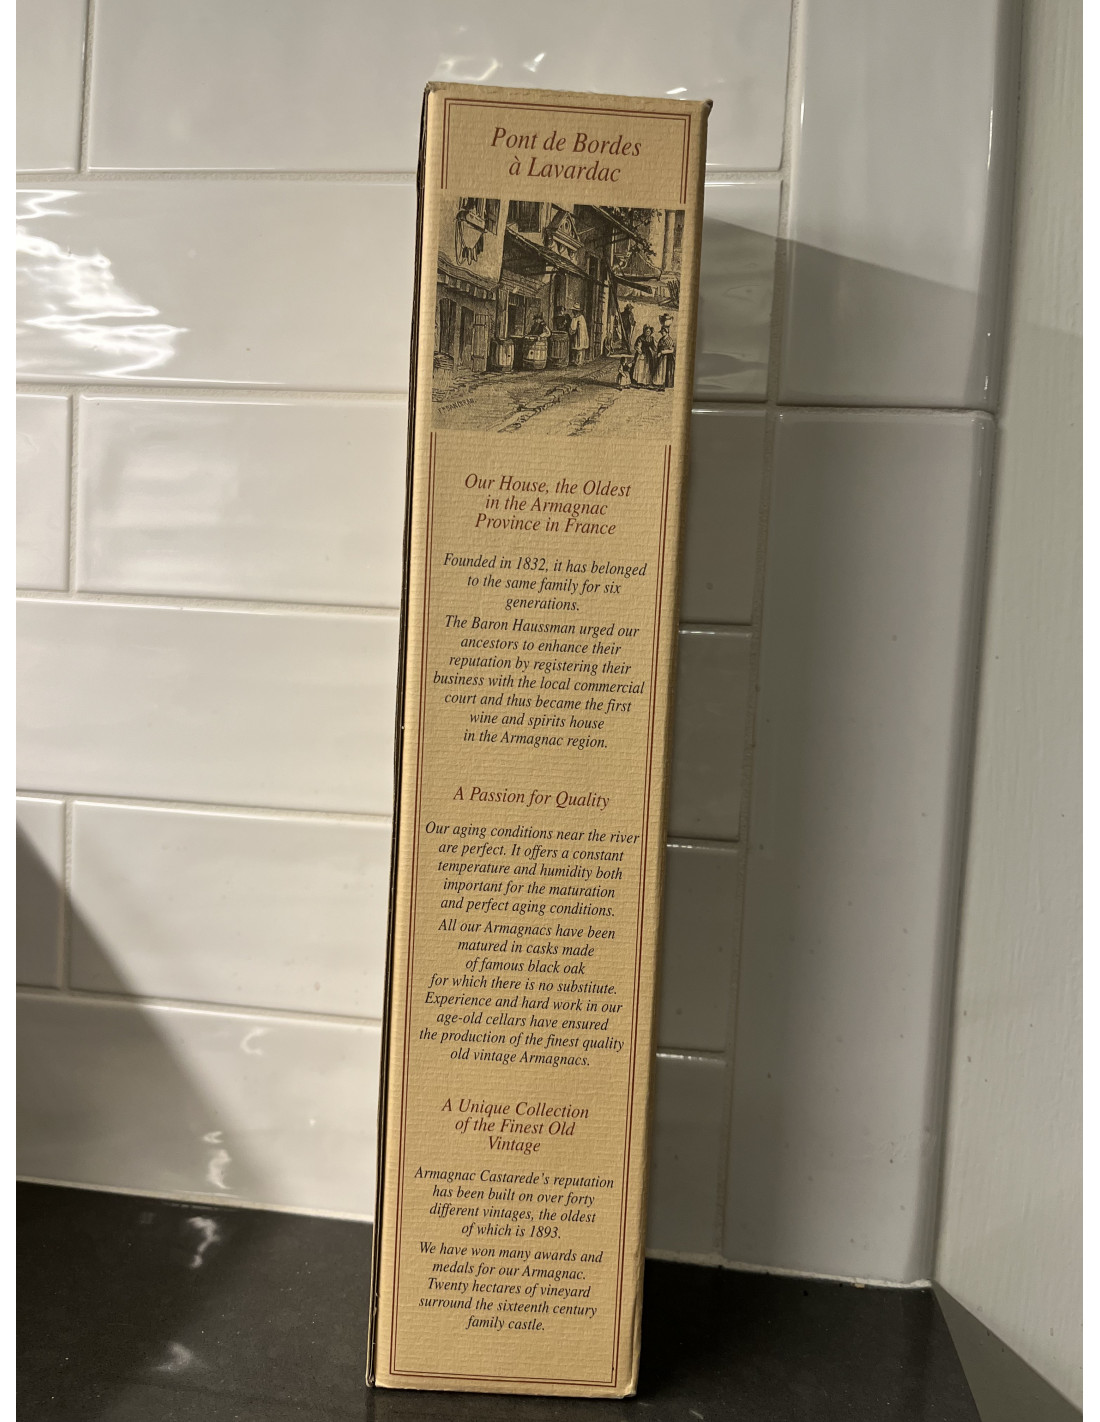 Pont de Bordes
à Lavardac
Our House, the Oldest
in the Armagnac
Province in France
Founded in 1832, it has belonged
to the same family for six
generations.
The Baron Haussman urged our
ancestors to enhance their
reputation by registering their
business with the local commercial
court and thus became the first
wine and spirits house
in the Armagnac region.
A Passion for Quality
Our aging conditions near the river
are perfect. It offers a constant
temperature and humidity both
important for the maturation
and perfect aging conditions.
All our Armagnacs have been
matured in casks made
of famous black oak
for which there is no substitute.
Experience and hard work in our
age-old cellars have ensured
the production of the finest quality
old vintage Armagnacs.
A Unique Collection
of the Finest Old
Vintage
Armagnac Castarede's reputation
has been built on over forty
different vintages, the oldest
of which is 1893.
We have won many awards and
medals for our Armagnac.
Twenty hectares of vineyard
surround the sixteenth century
family castle.